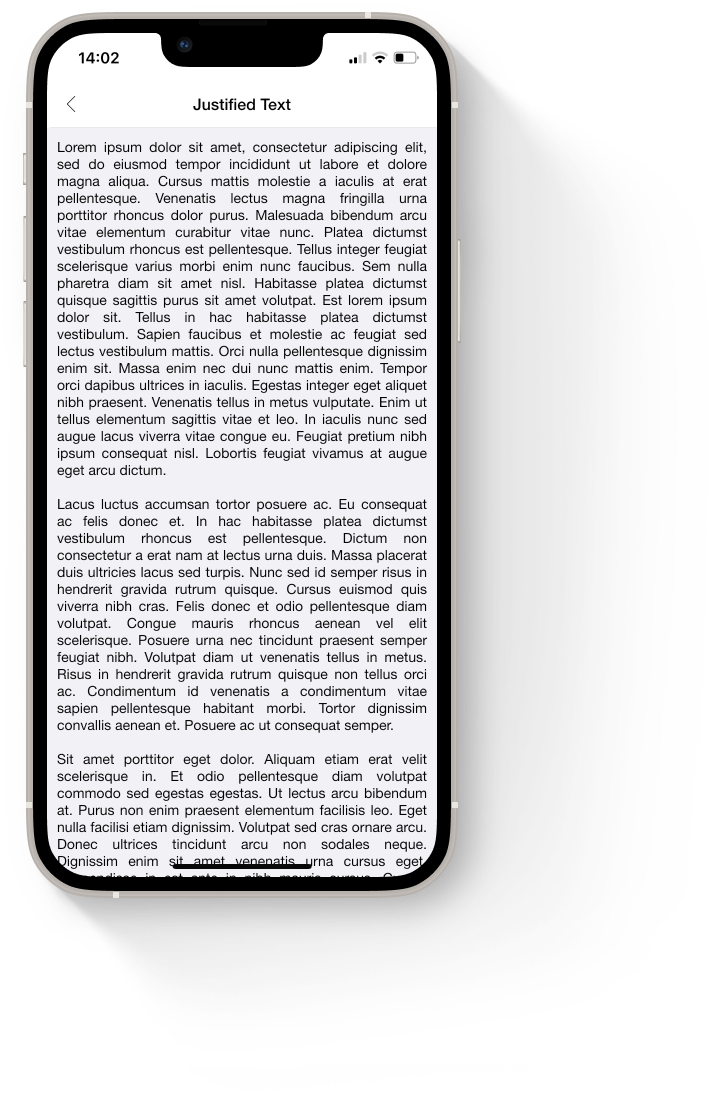 14:02
Justified Text
Lorem ipsum dolor sit amet, consectetur adipiscing elit,
sed do eiusmod tempor incididunt ut labore et dolore
magna aliqua. Cursus mattis molestie a iaculis at erat
pellentesque. Venenatis lectus magna fringilla urna
porttitor rhoncus dolor purus. Malesuada bibendum arcu
vitae elementum curabitur vitae nunc. Platea dictumst
vestibulum rhoncus est pellentesque. Tellus integer feugiat
scelerisque varius morbi enim nunc faucibus. Sem nulla
pharetra diam sit amet nisl. Habitasse platea dictumst
quisque sagittis purus sit amet volutpat. Est lorem ipsum
dolor sit. Tellus in hac habitasse platea dictumst
vestibulum. Sapien faucibus et molestie ac feugiat sed
lectus vestibulum mattis. Orci nulla pellentesque dignissim
enim sit. Massa enim nec dui nunc mattis enim. Tempor
orci dapibus ultrices in iaculis. Egestas integer eget aliquet
nibh praesent. Venenatis tellus in metus vulputate. Enim ut
tellus elementum sagittis vitae et leo. In iaculis nunc sed
augue lacus viverra vitae congue eu. Feugiat pretium nibh
ipsum consequat nisl. Lobortis feugiat vivamus at augue
eget arcu dictum.
Lacus luctus accumsan tortor posuere ac. Eu consequat
ac felis donec et. In hac habitasse platea dictumst
vestibulum rhoncus est pellentesque. Dictum non
consectetur a erat nam at lectus urna duis. Massa placerat
duis ultricies lacus sed turpis. Nunc sed id semper risus in
hendrerit gravida rutrum quisque. Cursus euismod quis
viverra nibh cras. Felis donec et odio pellentesque diam
volutpat. Congue mauris rhoncus aenean vel elit
scelerisque. Posuere urna nec tincidunt praesent semper
feugiat nibh. Volutpat diam ut venenatis tellus in metus.
Risus in hendrerit gravida rutrum quisque non tellus orci
ac. Condimentum id venenatis a condimentum vitae
sapien pellentesque habitant morbi. Tortor dignissim
convallis aenean et. Posuere ac ut consequat semper.
Sit amet porttitor eget dolor. Aliquam etiam erat velit
scelerisque in. Et odio pellentesque diam volutpat
commodo sed egestas egestas. Ut lectus arcu bibendum
at. Purus non enim praesent elementum facilisis leo. Eget
nulla facilisi etiam dignissim. Volutpat sed cras ornare arcu.
Donec ultrices tincidunt arcu non sodales neque.
Dignissim enim sit amet venenatis urna cursus eget.